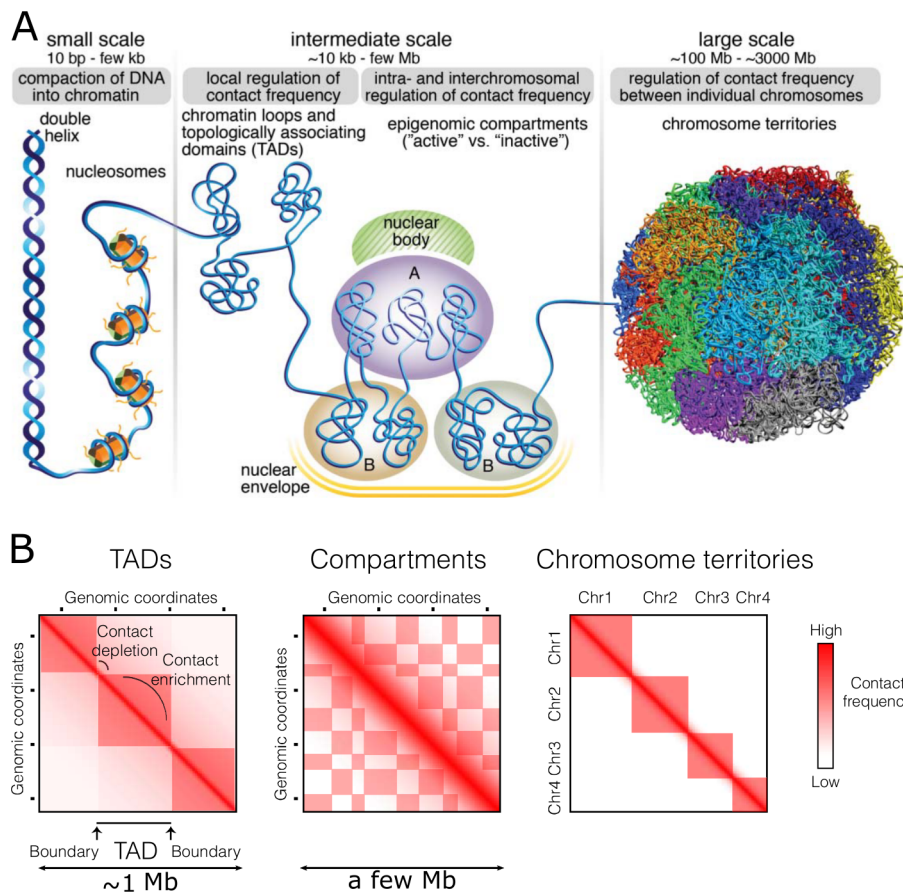 A
small scale
10 bp - few kb
compaction of DNA
into chromatin
double
helix
nucleosomes
intermediate scale
~10 kb - few Mb
local regulation of
contact frequency
intra- and interchromosomal
regulation of contact frequency
chromatin loops and
topologically associating
domains (TADs)
epigenomic compartments
("active" vs. "inactive")
nuclear
body
A
B
B
nuclear
envelope
large scale
~100 Mb - ~3000 Mb
regulation of contact frequency
between individual chromosomes
chromosome territories
B
TADs
Genomic coordinates
Genomic coordinates
Contact
depletion
Contact
enrichment
Boundary
TAD
Boundary
~1 Mb
Compartments
Genomic coordinates
Genomic coordinates
a few Mb
Chromosome territories
Chr1 Chr2 Chr3 Chr4
Chr1
Chr2
Chr3
Chr4
High
Contact
frequency
Low